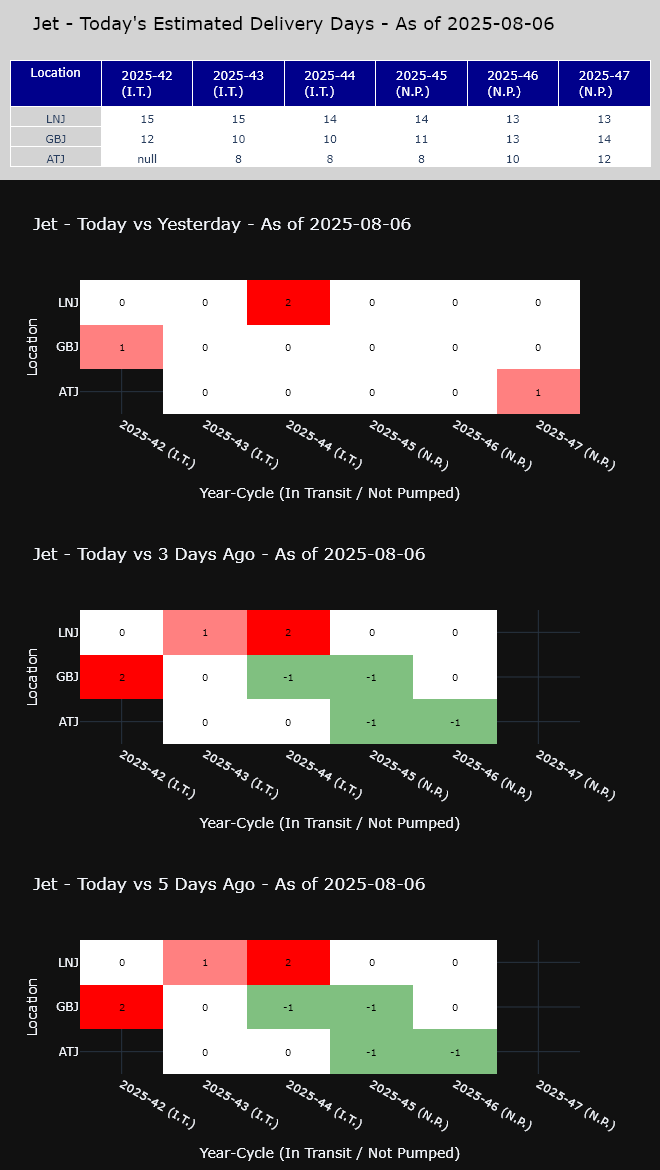 Jet - Today's Estimated Delivery Days - As of 2025-08-06
Location 2025-42 (I.T.) 2025-43 (I.T.) 2025-44 (I.T.) 2025-45 (N.P.) 2025-46 (N.P.) 2025-47 (N.P.)
LNJ 15 15 14 14 13 13
GBJ 12 10 10 11 13 14
ATJ null 8 8 8 10 12
Jet - Today vs Yesterday - As of 2025-08-06
Location
LNJ 0 0 2 0 0 0
GBJ 1 0 0 0 0 0
ATJ 0 0 0 0 1
2025-42 (I.T.) 2025-43 (I.T.) 2025-44 (I.T.) 2025-45 (N.P.) 2025-46 (N.P.) 2025-47 (N.P.)
Year-Cycle (In Transit / Not Pumped)
Jet - Today vs 3 Days Ago - As of 2025-08-06
Location
LNJ 0 1 2 0 0
GBJ 2 0 -1 -1 0
ATJ 0 0 -1 -1
2025-42 (I.T.) 2025-43 (I.T.) 2025-44 (I.T.) 2025-45 (N.P.) 2025-46 (N.P.) 2025-47 (N.P.)
Year-Cycle (In Transit / Not Pumped)
Jet - Today vs 5 Days Ago - As of 2025-08-06
Location
LNJ 0 1 2 0 0
GBJ 2 0 -1 -1 0
ATJ 0 0 -1 -1
2025-42 (I.T.) 2025-43 (I.T.) 2025-44 (I.T.) 2025-45 (N.P.) 2025-46 (N.P.) 2025-47 (N.P.)
Year-Cycle (In Transit / Not Pumped)